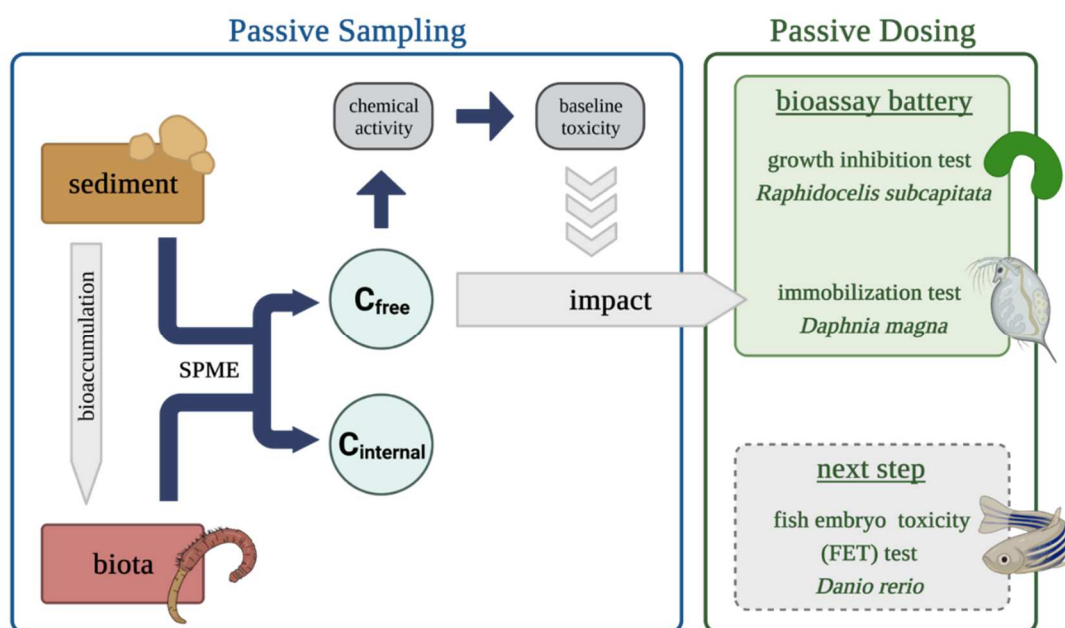 Passive Sampling
Passive Dosing
chemical
activity
baseline
toxicity
sediment
bioaccumulation
SPME
Cfree
Cinternal
impact
biota
bioassay battery
growth inhibition test
Raphidocelis subcapitata
immobilization test
Daphnia magna
next step
fish embryo toxicity
(FET) test
Danio rerio